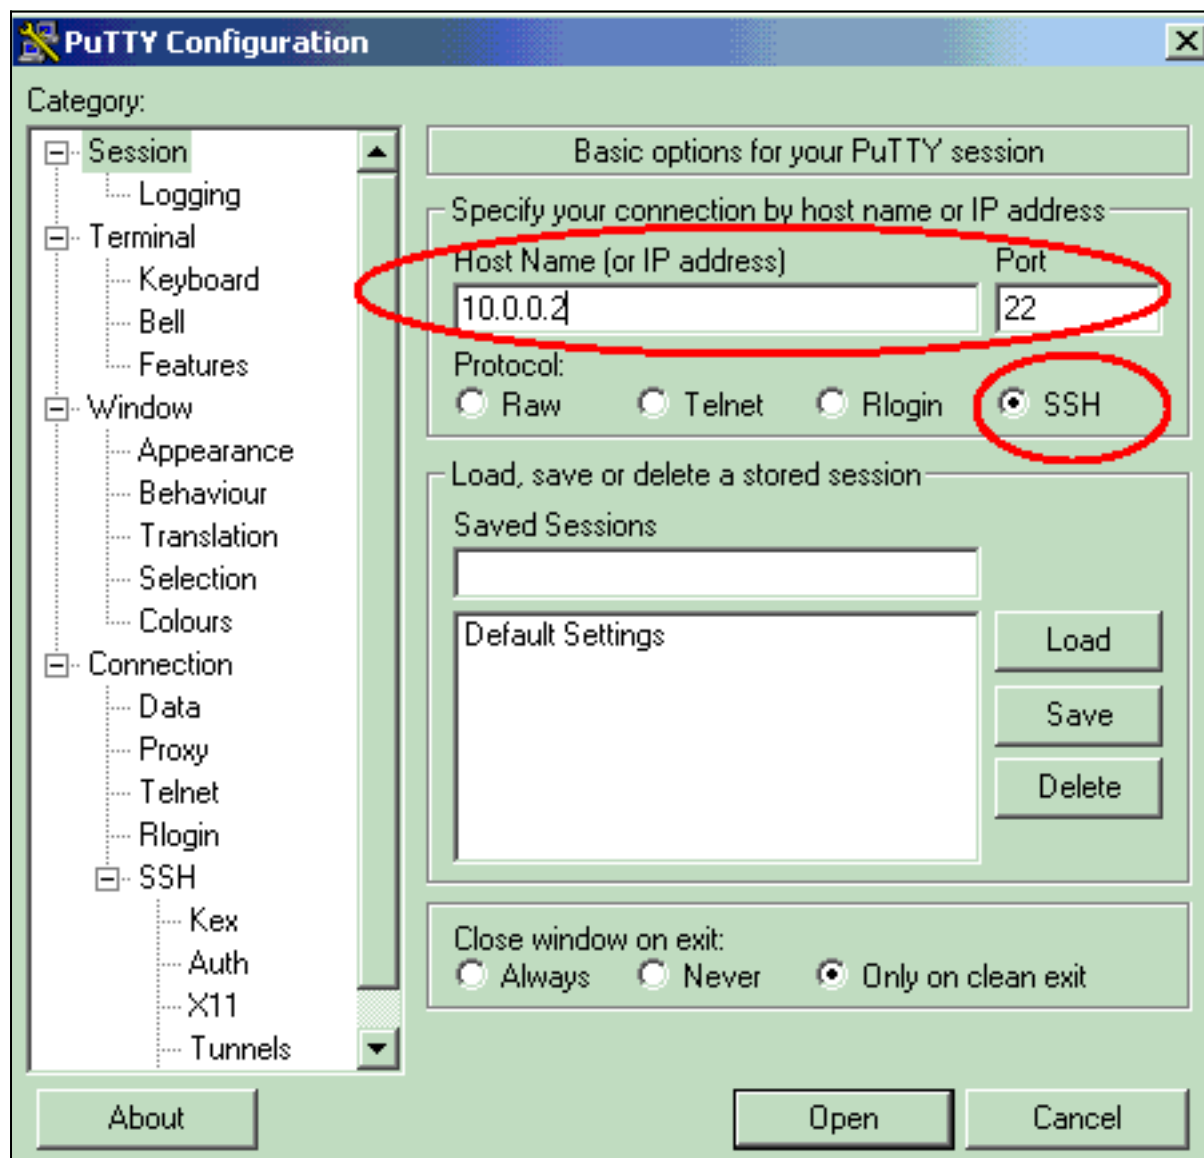 PuTTY Configuration
Category:
Session
Logging
Terminal
Keyboard
Bell
Features
Window
Appearance
Behaviour
Translation
Selection
Colours
Connection
Data
Proxy
Telnet
Rlogin
SSH
Kex
Auth
X11
Tunnels
Basic options for your PuTTY session
Specify your connection by host name or IP address
Host Name (or IP address) Port
10.0.0.2 22
Protocol:
Raw Telnet Rlogin SSH
Load, save or delete a stored session
Saved Sessions
Default Settings
Load
Save
Delete
Close window on exit:
Always Never Only on clean exit
About Open Cancel